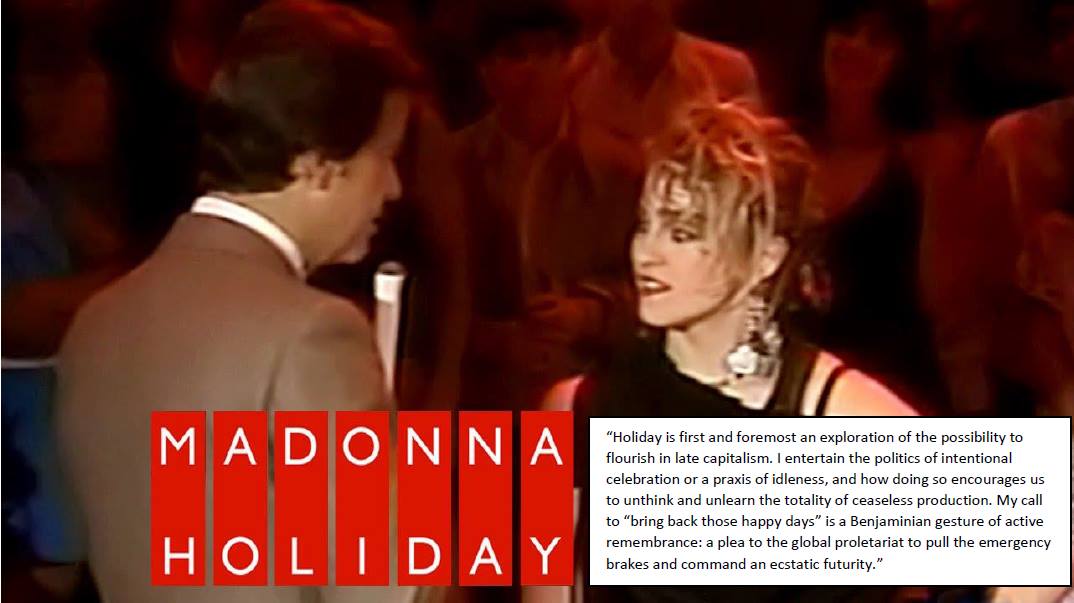 MADONNA
HOLIDAY
“Holiday is first and foremost an exploration of the possibility to
flourish in late capitalism. I entertain the politics of intentional
celebration or a praxis of idleness, and how doing so encourages us
to unthink and unlearn the totality of ceaseless production. My call
to “bring back those happy days” is a Benjaminian gesture of active
remembrance: a plea to the global proletariat to pull the emergency
brakes and command an ecstatic futurity.”